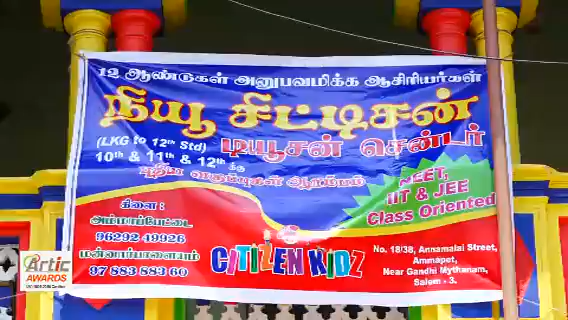 12 ஆண்டுகள் அனுபவமிக்க ஆசிரியர்கள்
நியூ சிட்டிசன்
(LKG to 12th Std) டியூசன் சென்டர்
10th & 11th & 12th க்கு
புதிய வகுப்புகள் ஆரம்பம்
NEET,
IIT & JEE
Class Oriented
கிளை :
அம்மாப்பேட்டை
96292 49926
மன்னார்பாளையம்
97 883 883 60
CITIZEN KIDZ
No. 18/38, Annamalai Street,
Ammapet,
Near Gandhi Mythanam,
Salem - 3.
Artic
AWARDS